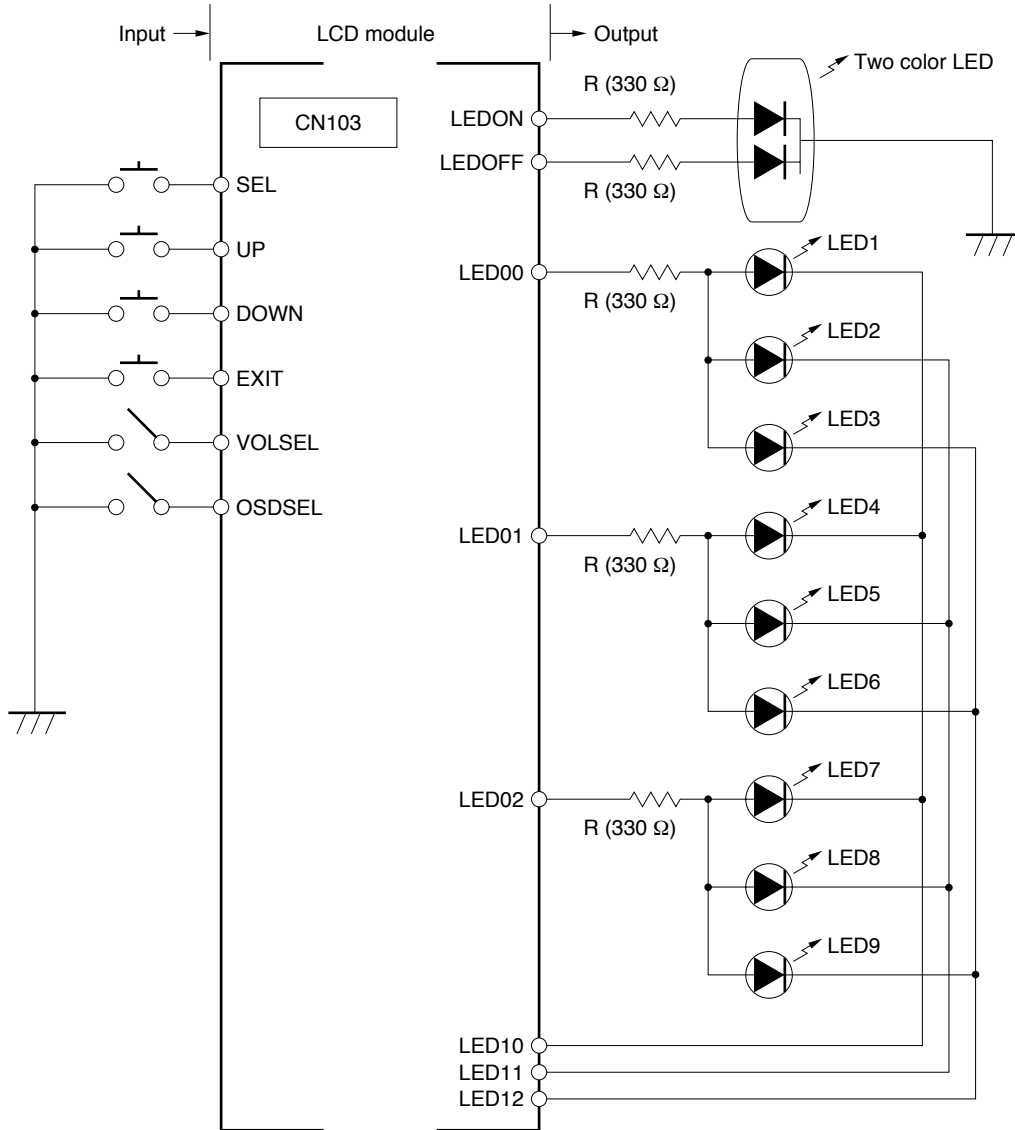 Input
LCD module
Output
CN103
Two color LED
R (330 Ω)
LEDON
LEDOFF
R (330 Ω)
SEL
UP
DOWN
EXIT
VOLSEL
OSDSEL
LED00
R (330 Ω)
LED1
LED2
LED3
LED01
R (330 Ω)
LED4
LED5
LED6
LED02
R (330 Ω)
LED7
LED8
LED9
LED10
LED11
LED12